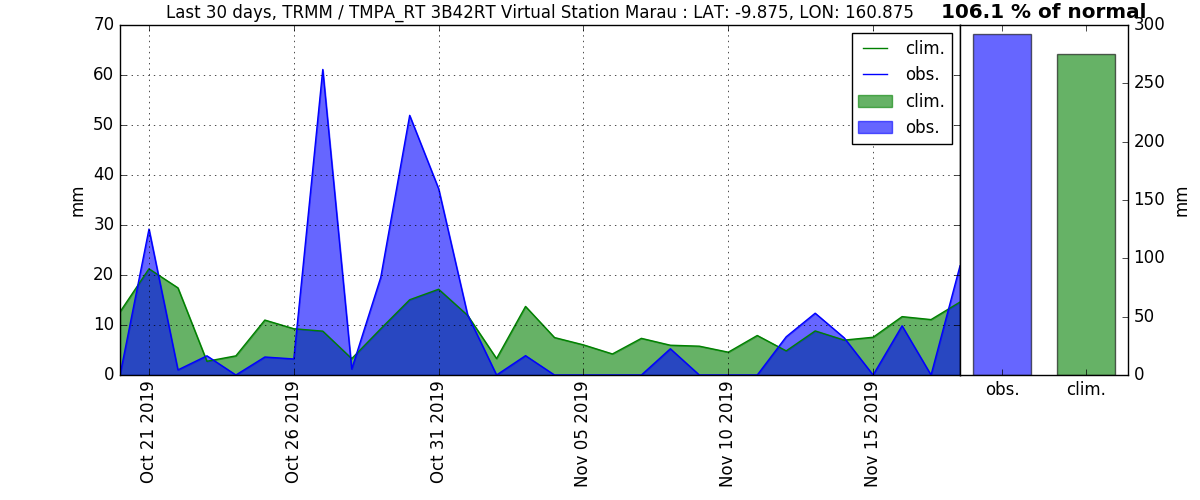 Last 30 days, TRMM / TMPA_RT 3B42RT Virtual Station Marau : LAT: -9.875, LON: 160.875
106.1 % of normal
70
60
50
40
30
20
10
0
mm
clim.
obs.
clim.
obs.
Oct 21 2019
Oct 26 2019
Oct 31 2019
Nov 05 2019
Nov 10 2019
Nov 15 2019
300
250
200
150
100
50
0
mm
obs.
clim.